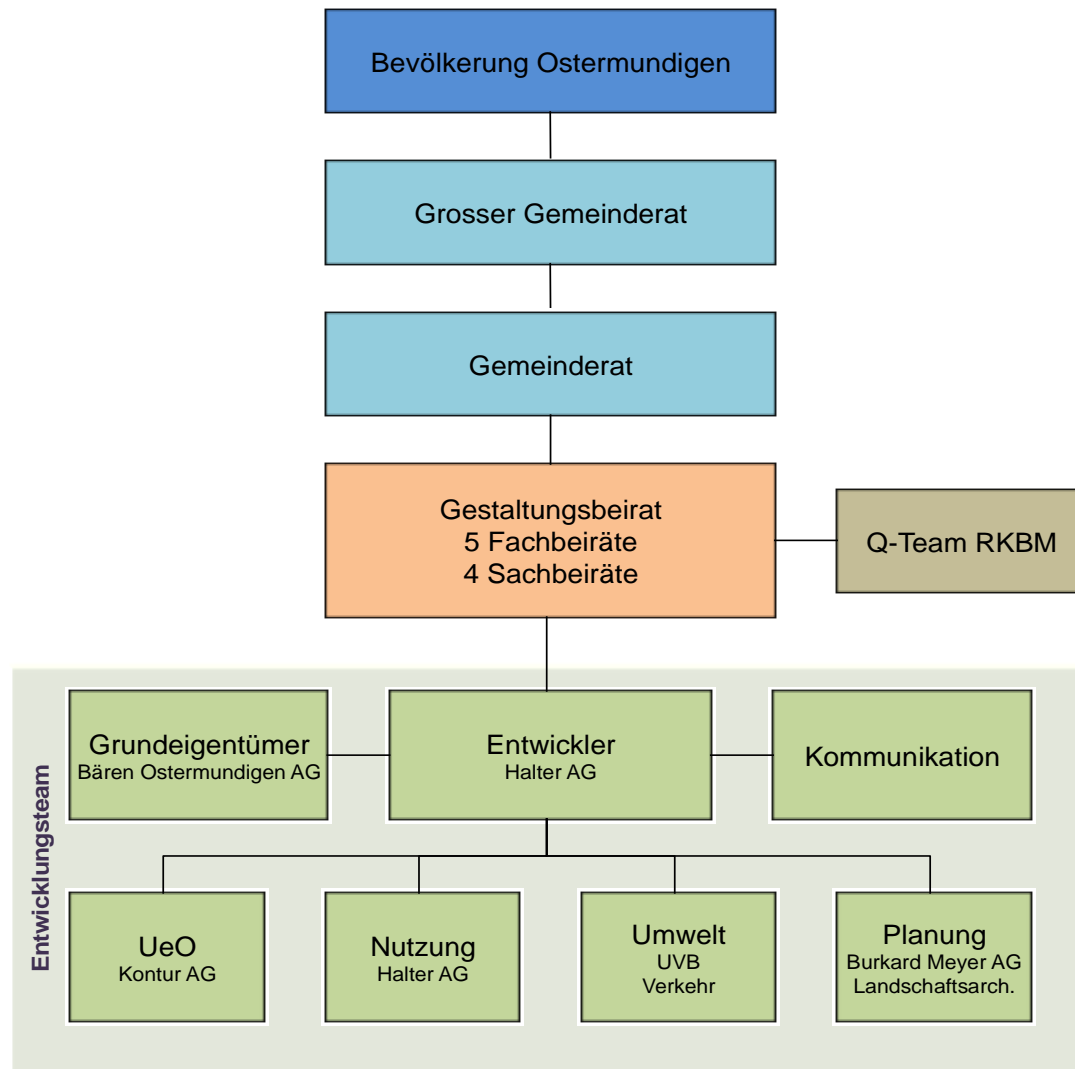 Bevölkerung Ostermundigen
Grosser Gemeinderat
Gemeinderat
Gestaltungsbeirat
5 Fachbeiräte
4 Sachbeiräte
Q-Team RKBM
Entwicklungsteam
Grundeigentümer
Bären Ostermundigen AG
Entwickler
Halter AG
Kommunikation
UeO
Kontur AG
Nutzung
Halter AG
Umwelt
UVB
Verkehr
Planung
Burkard Meyer AG
Landschaftsarch.